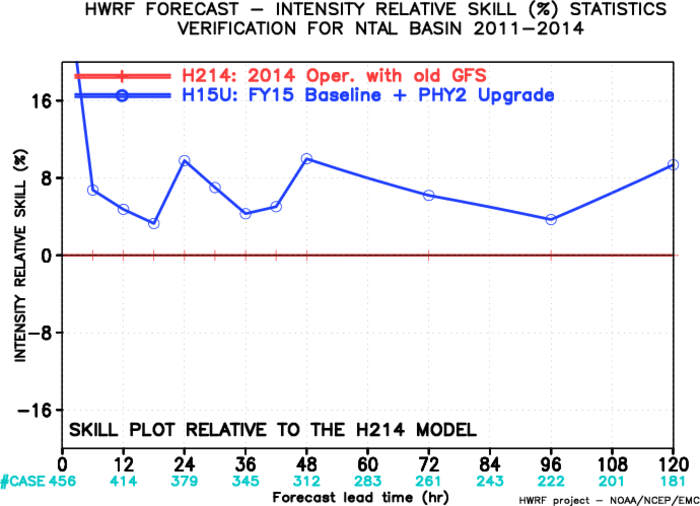 HWRF FORECAST – INTENSITY RELATIVE SKILL (%) STATISTICS
VERIFICATION FOR NTAL BASIN 2011–2014
H214: 2014 Oper. with old GFS
H15U: FY15 Baseline + PHY2 Upgrade
INTENSITY RELATIVE SKILL (%)
16
8
0
–8
–16
SKILL PLOT RELATIVE TO THE H214 MODEL
0 12 24 36 48 60 72 84 96 108 120
#CASE 456 414 379 345 312 283 261 243 222 201 181
Forecast lead time (hr)
HWRF project – NOAA/NCEP/EMC